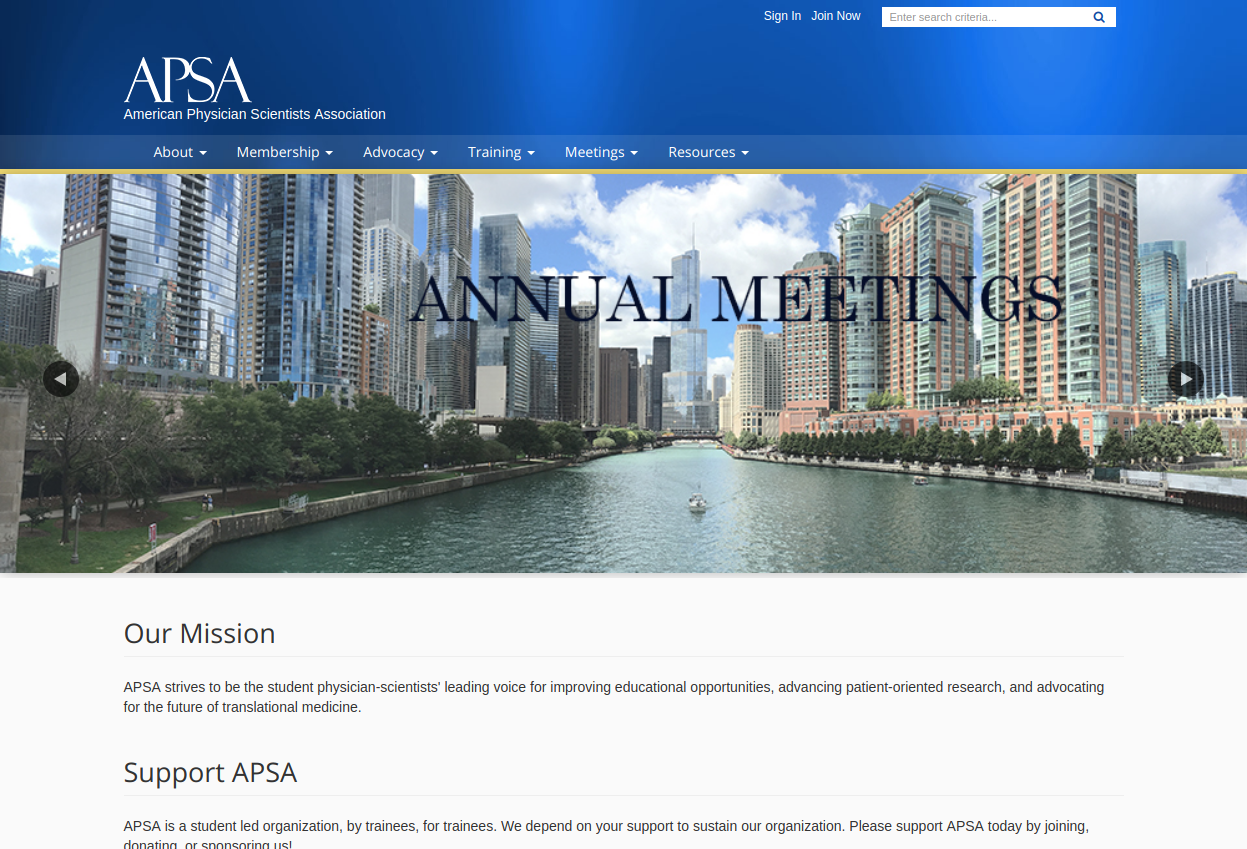 Sign In Join Now Enter search criteria...
APSA
American Physician Scientists Association
About Membership Advocacy Training Meetings Resources
ANNUAL MEETINGS
Our Mission
APSA strives to be the student physician-scientists' leading voice for improving educational opportunities, advancing patient-oriented research, and advocating
for the future of translational medicine.
Support APSA
APSA is a student led organization, by trainees, for trainees. We depend on your support to sustain our organization. Please support APSA today by joining,
donating, or sponsoring us!